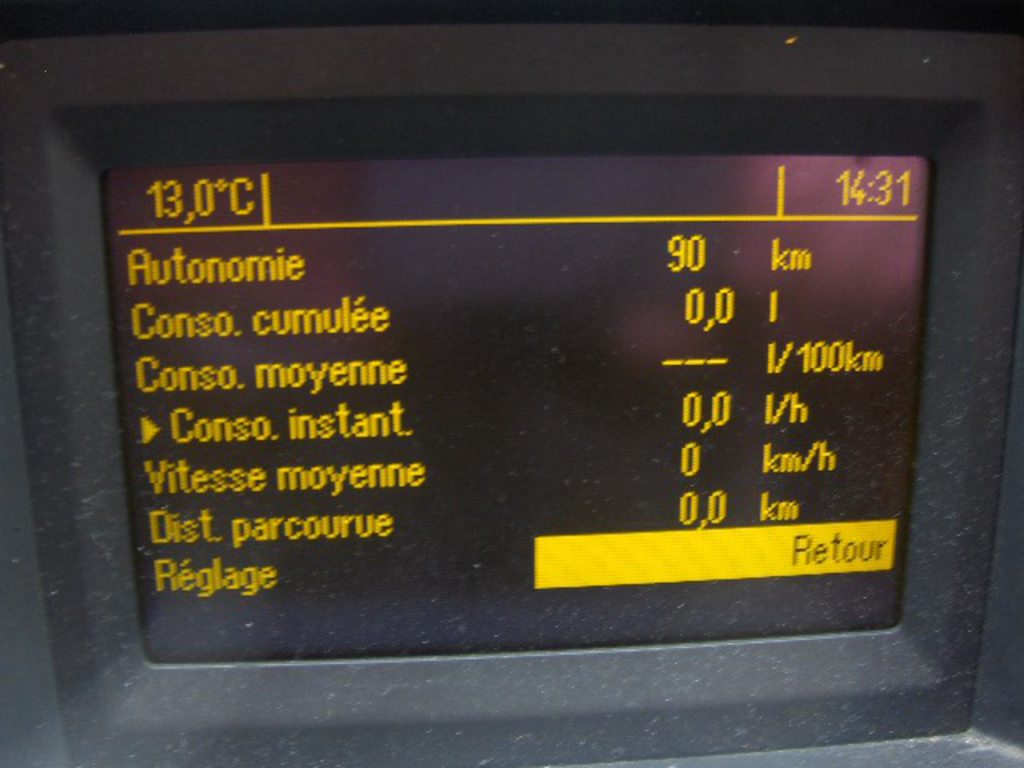 13,0°C 14:31
Autonomie 90 km
Conso. cumulée 0,0 l
Conso. moyenne --- l/100km
Conso. instant. 0,0 l/h
Vitesse moyenne 0 km/h
Dist. parcourue 0,0 km
Réglage Retour